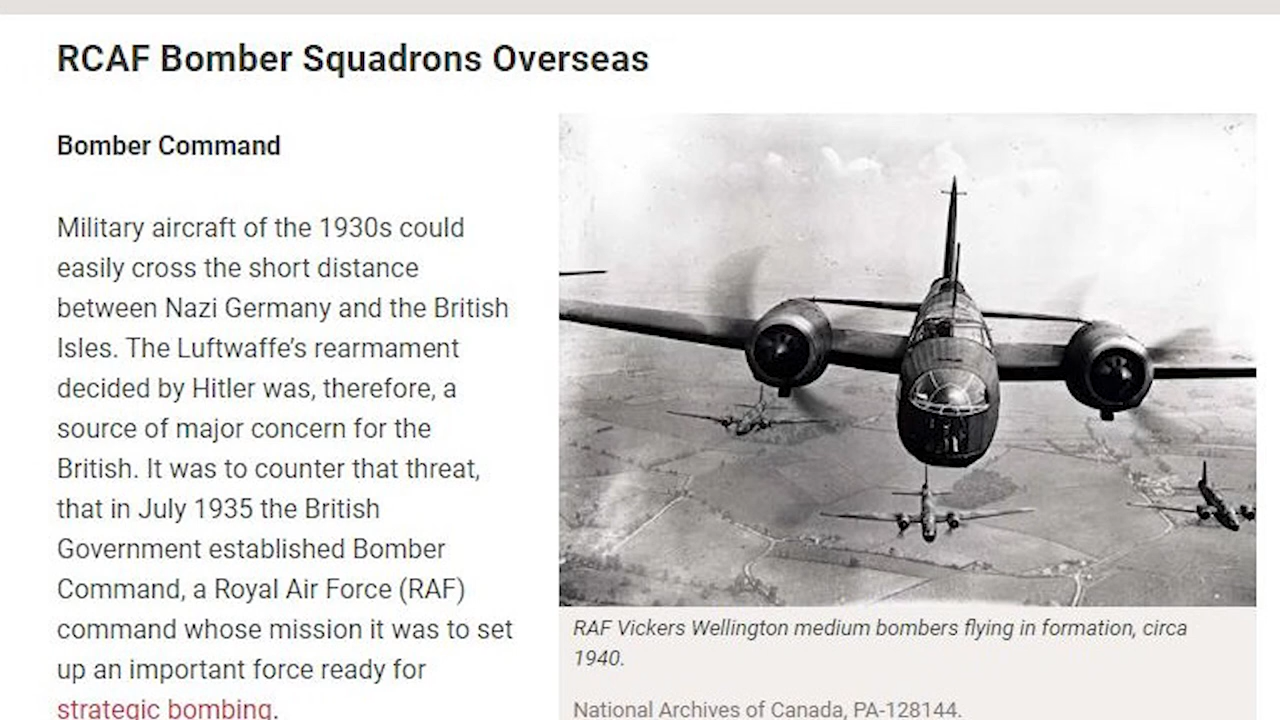 RCAF Bomber Squadrons Overseas
Bomber Command
Military aircraft of the 1930s could
easily cross the short distance
between Nazi Germany and the British
Isles. The Luftwaffe’s rearmament
decided by Hitler was, therefore, a
source of major concern for the
British. It was to counter that threat,
that in July 1935 the British
Government established Bomber
Command, a Royal Air Force (RAF)
command whose mission it was to set
up an important force ready for
strategic bombing.
RAF Vickers Wellington medium bombers flying in formation, circa
1940.
National Archives of Canada, PA-128144.